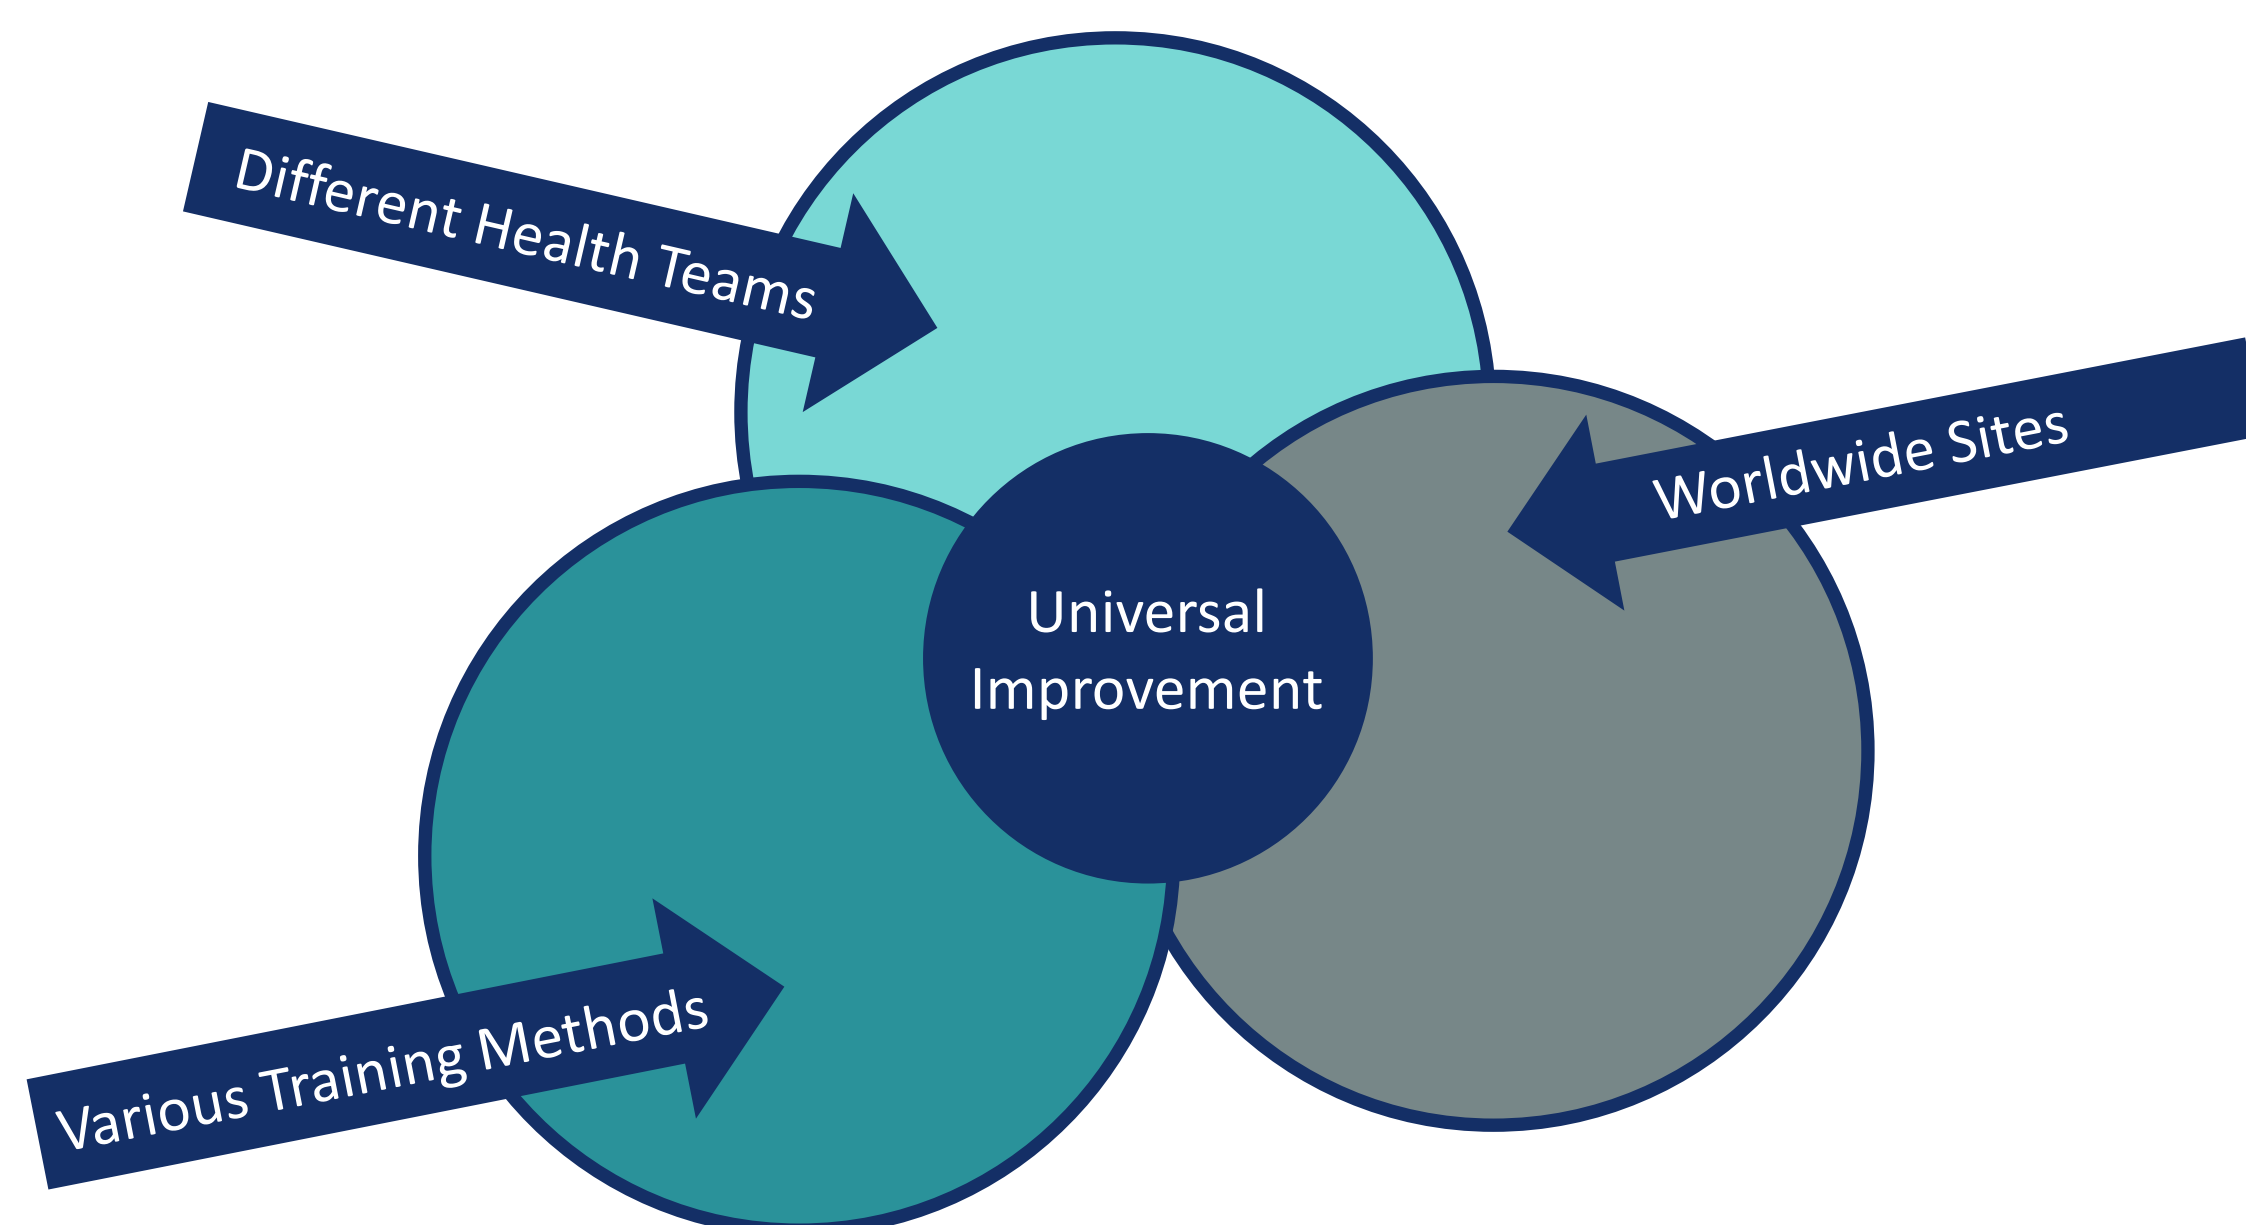 Different Health Teams
Worldwide Sites
Universal
Improvement
Various Training Methods